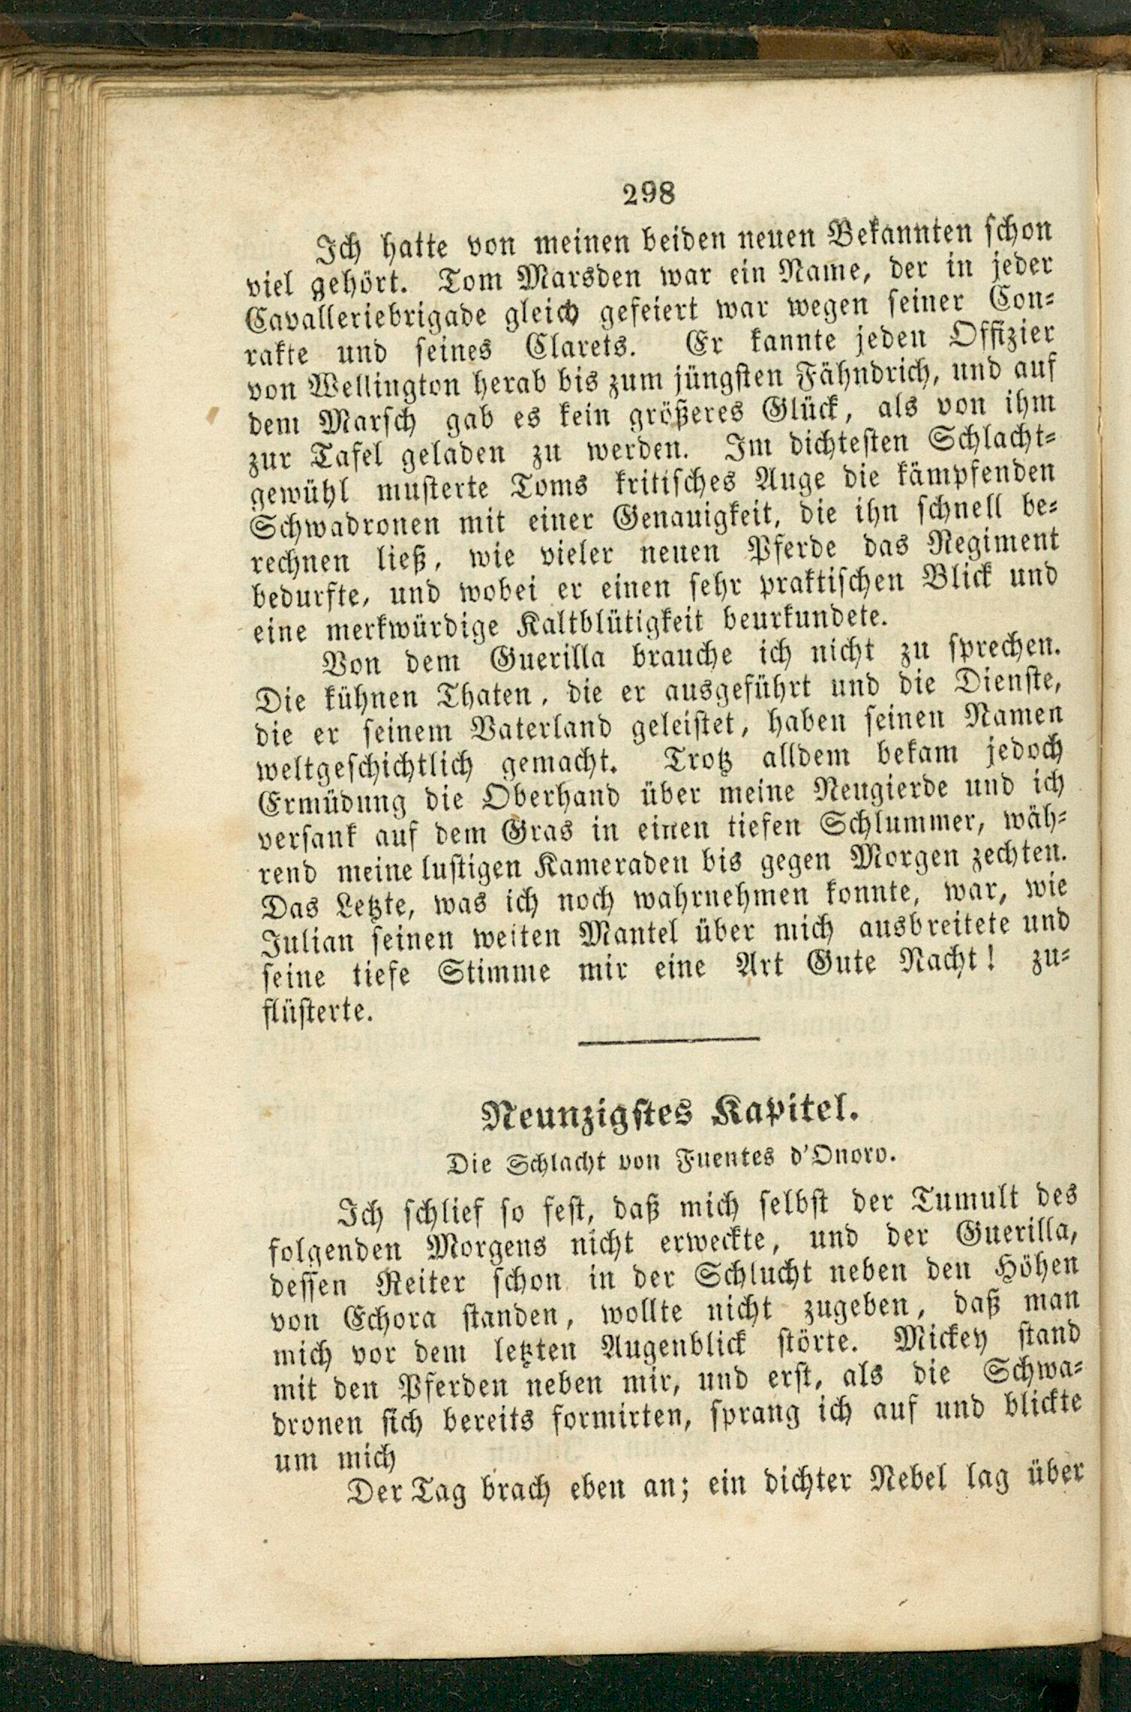 298
Ich hatte von meinen beiden neuen Bekannten schon
viel gehört. Tom Marsden war ein Name, der in jeder
Cavalleriebrigade gleich gefeiert war wegen seiner Con-
rakte und seines Clarets. Er kannte jeden Offizier
von Wellington herab bis zum jüngsten Fähndrich, und auf
dem Marsch gab es kein größeres Glück, als von ihm
zur Tafel geladen zu werden. Im dichtesten Schlacht-
gewühl musterte Toms kritisches Auge die kämpfenden
Schwadronen mit einer Genauigkeit, die ihn schnell be-
rechnen ließ, wie vieler neuen Pferde das Regiment
bedurfte, und wobei er einen sehr praktischen Blick und
eine merkwürdige Kaltblütigkeit beurkundete.
Von dem Guerilla brauche ich nicht zu sprechen.
Die kühnen Thaten, die er ausgeführt und die Dienste,
die er seinem Vaterland geleistet, haben seinen Namen
weltgeschichtlich gemacht. Trotz alldem bekam jedoch
Ermüdung die Oberhand über meine Neugierde und ich
versank auf dem Gras in einen tiefen Schlummer, wäh-
rend meine lustigen Kameraden bis gegen Morgen zechten.
Das Letzte, was ich noch wahrnehmen konnte, war, wie
Julian seinen weiten Mantel über mich ausbreitete und
seine tiefe Stimme mir eine Art Gute Nacht! zu-
flüsterte.
Neunzigstes Kapitel.
Die Schlacht von Fuentes d'Onoro.
Ich schlief so fest, daß mich selbst der Tumult des
folgenden Morgens nicht erweckte, und der Guerilla,
dessen Reiter schon in der Schlucht neben den Höhen
von Echora standen, wollte nicht zugeben, daß man
mich vor dem letzten Augenblick störte. Mickey stand
mit den Pferden neben mir, und erst, als die Schwa-
dronen sich bereits formirten, sprang ich auf und blickte
um mich
Der Tag brach eben an; ein dichter Nebel lag über